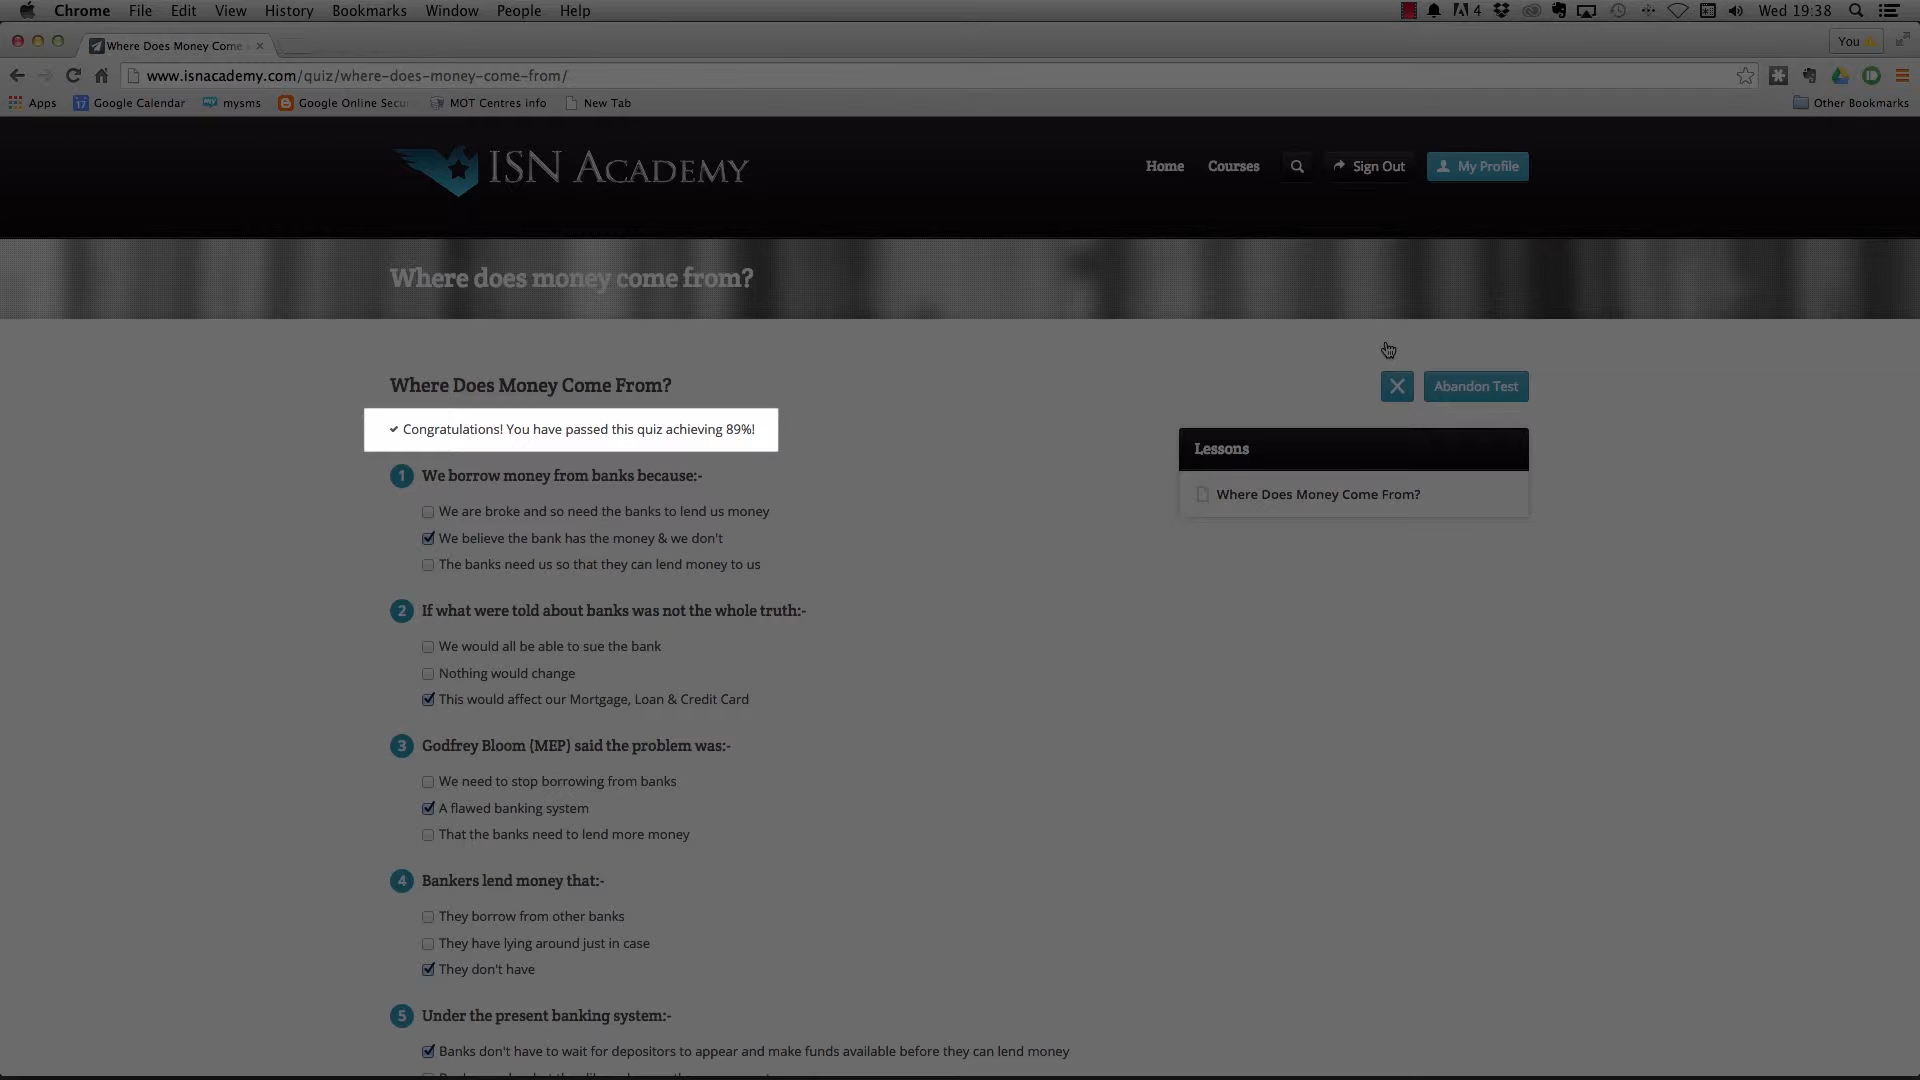 Chrome File Edit View History Bookmarks Window People Help
4 Wed 19:38
Where Does Money Come
You
www.isnacademy.com/quiz/where-does-money-come-from/
Apps Google Calendar mysms Google Online Secu MOT Centres info New Tab Other Bookmarks
ISN ACADEMY
Home Courses Sign Out My Profile
Where does money come from?
Where Does Money Come From?
Abandon Test
Congratulations! You have passed this quiz achieving 89%!
Lessons
Where Does Money Come From?
1 We borrow money from banks because:-
We are broke and so need the banks to lend us money
We believe the bank has the money & we don't
The banks need us so that they can lend money to us
2 If what were told about banks was not the whole truth:-
We would all be able to sue the bank
Nothing would change
This would affect our Mortgage, Loan & Credit Card
3 Godfrey Bloom (MEP) said the problem was:-
We need to stop borrowing from banks
A flawed banking system
That the banks need to lend more money
4 Bankers lend money that:-
They borrow from other banks
They have lying around just in case
They don't have
5 Under the present banking system:-
Banks don't have to wait for depositors to appear and make funds available before they can lend money